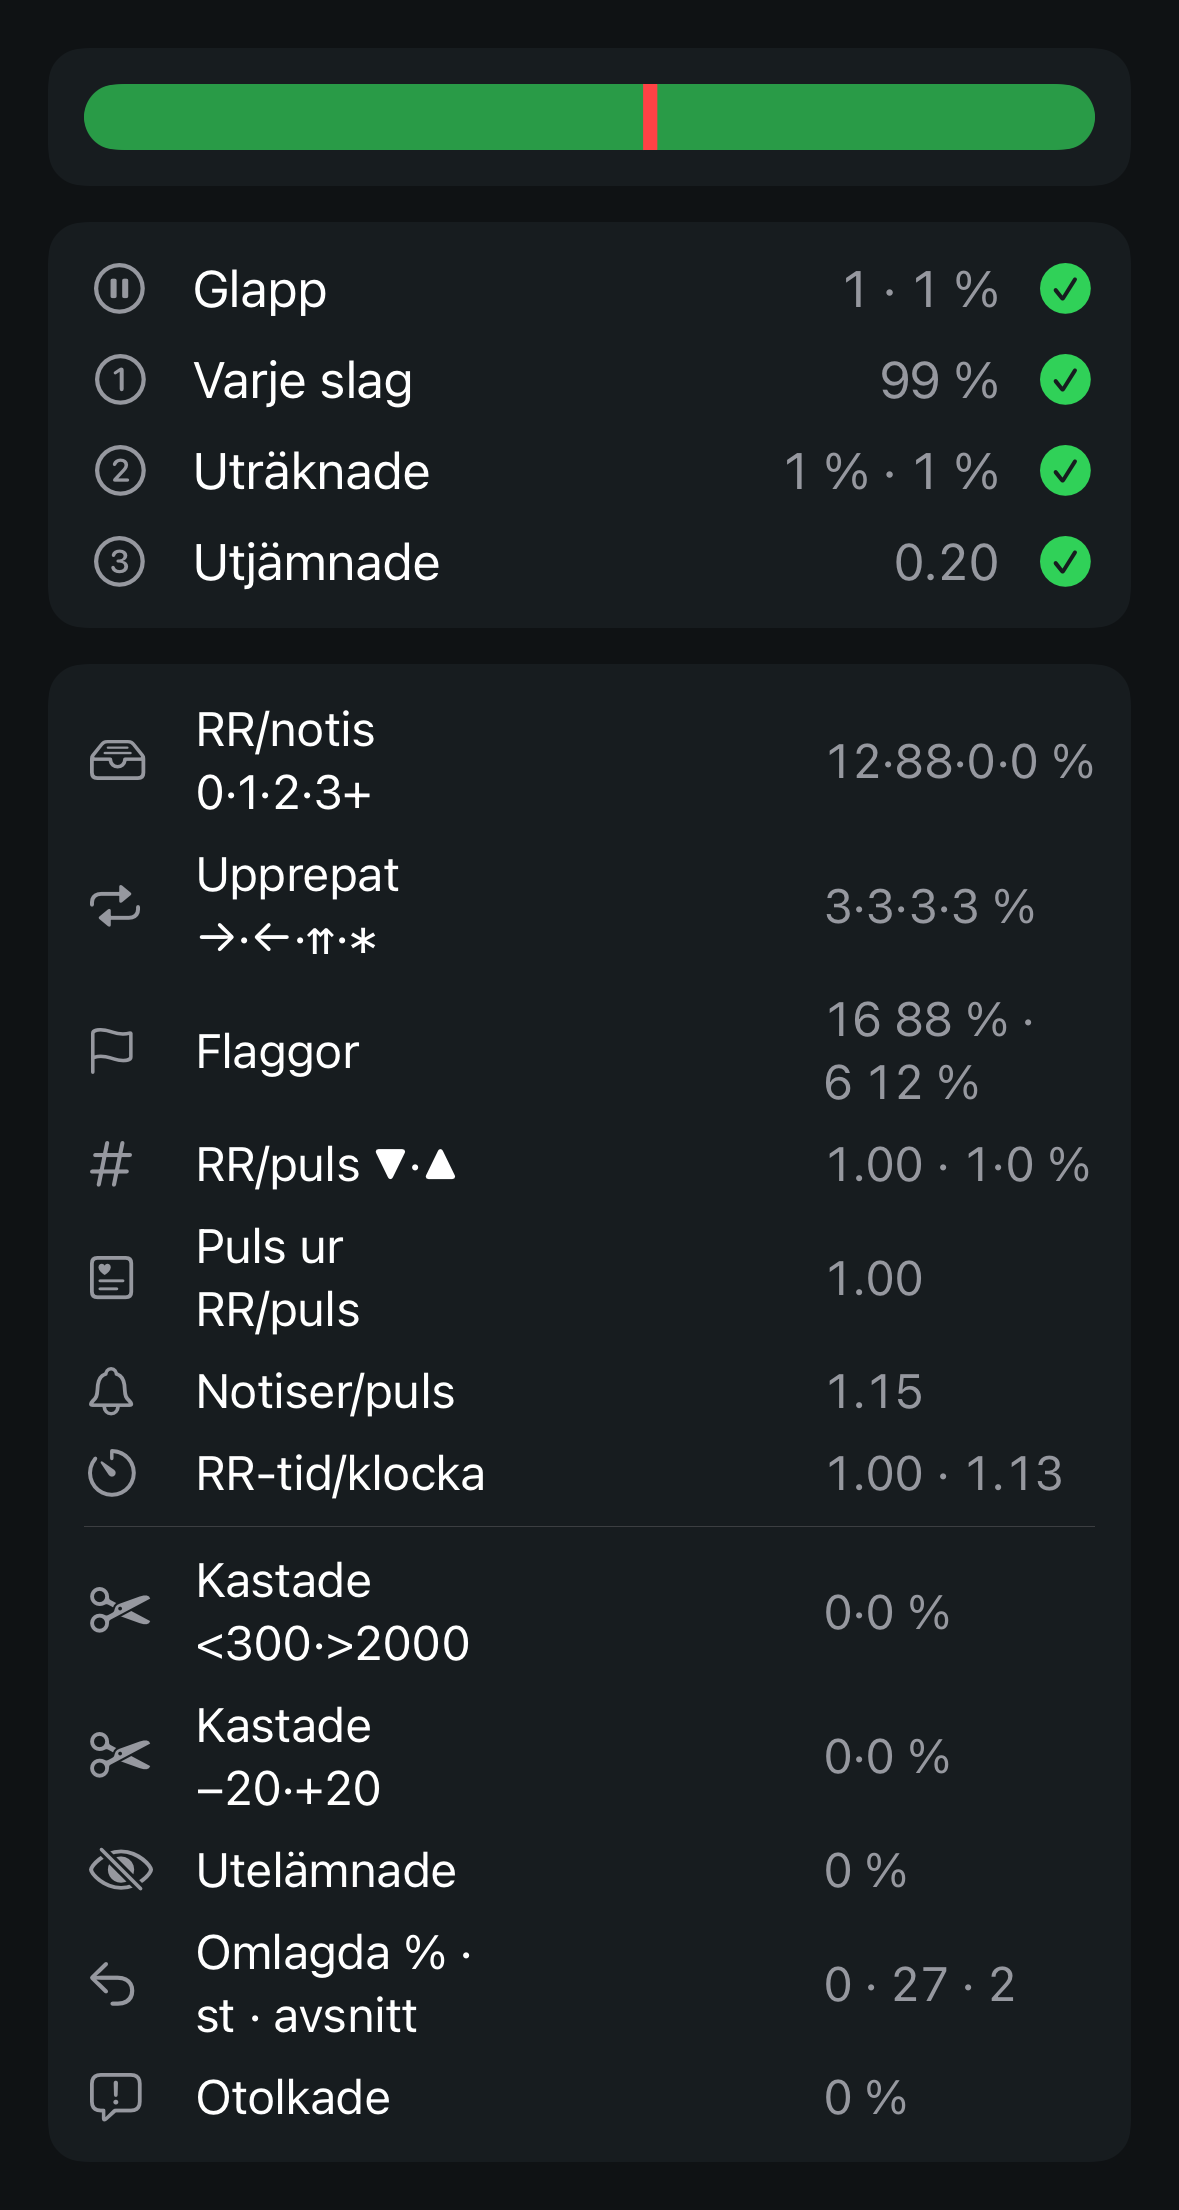 Glapp 1 · 1 %
1 Varje slag 99 %
2 Uträknade 1 % · 1 %
3 Utjämnade 0.20
RR/notis
0·1·2·3+ 12·88·0·0 %
Upprepat
→·←·⇈·∗ 3·3·3·3 %
Flaggor 16 88 % ·
6 12 %
RR/puls ▼·▲ 1.00 · 1·0 %
Puls ur
RR/puls 1.00
Notiser/puls 1.15
RR-tid/klocka 1.00 · 1.13
Kastade
<300·>2000 0·0 %
Kastade
−20·+20 0·0 %
Utelämnade 0 %
Omlagda % ·
st · avsnitt 0 · 27 · 2
Otolkade 0 %